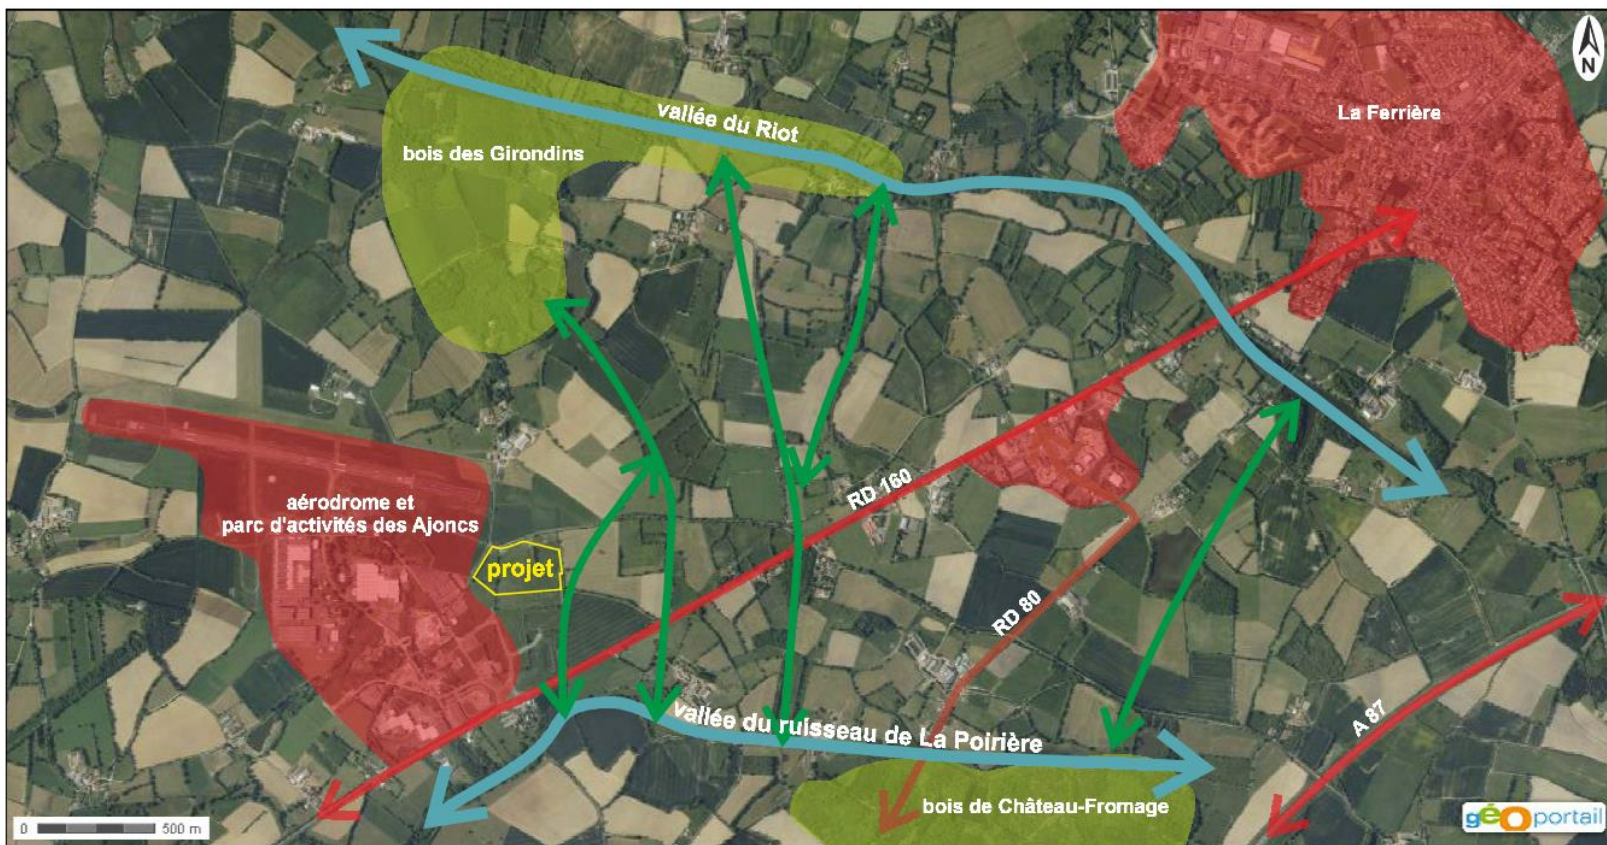 N
La Ferrière
vallée du Riot
bois des Girondins
RD 160
aérodrome et
parc d'activités des Ajoncs
projet
RD 80
A 87
vallée du ruisseau de La Poirière
bois de Château-Fromage
0 500 m
géoportail